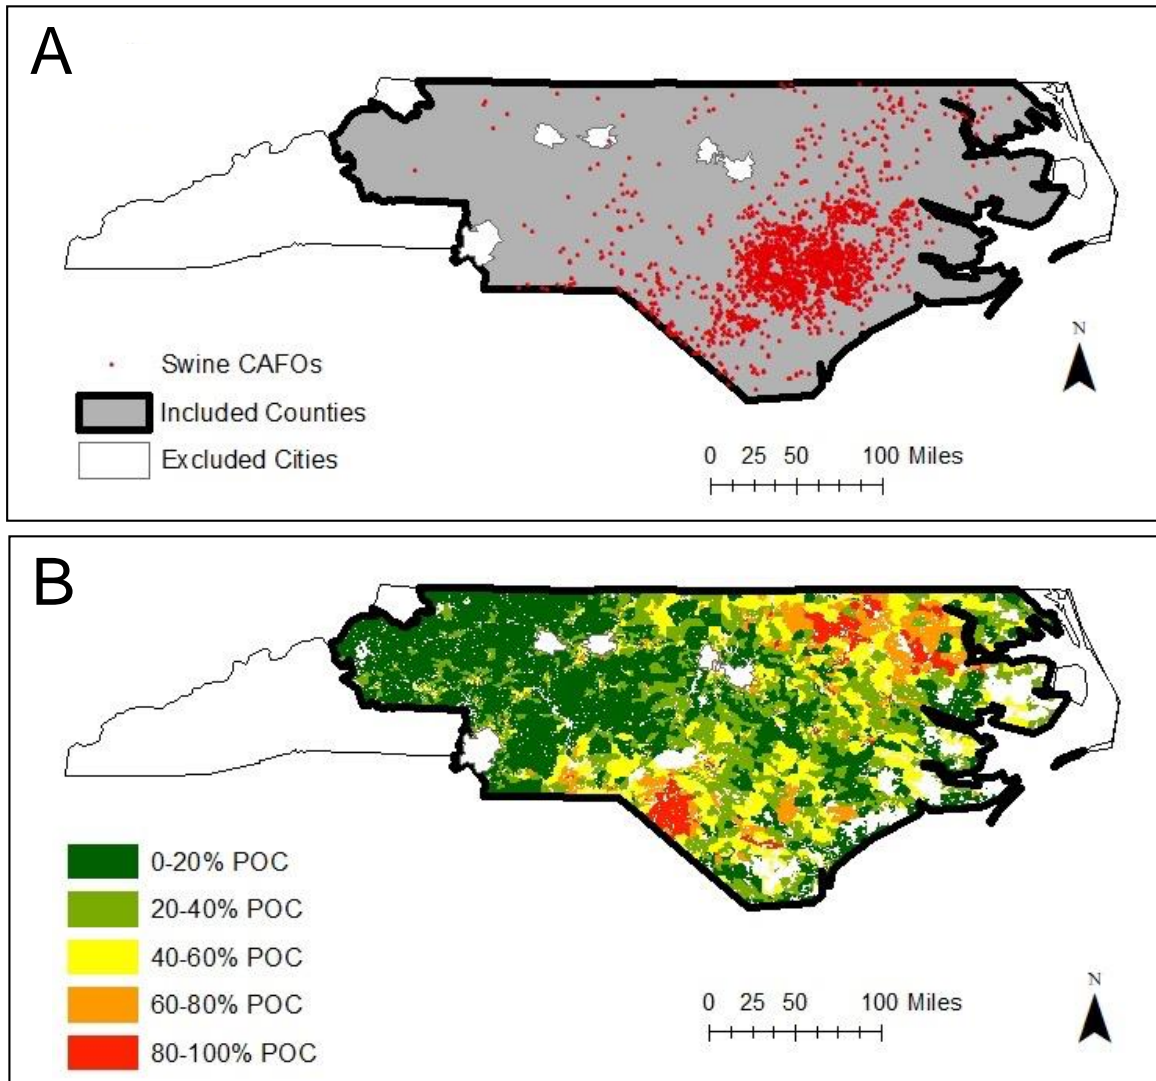 A
Swine CAFOs
Included Counties
Excluded Cities
N
0 25 50 100 Miles
B
0-20% POC
20-40% POC
40-60% POC
60-80% POC
80-100% POC
N
0 25 50 100 Miles